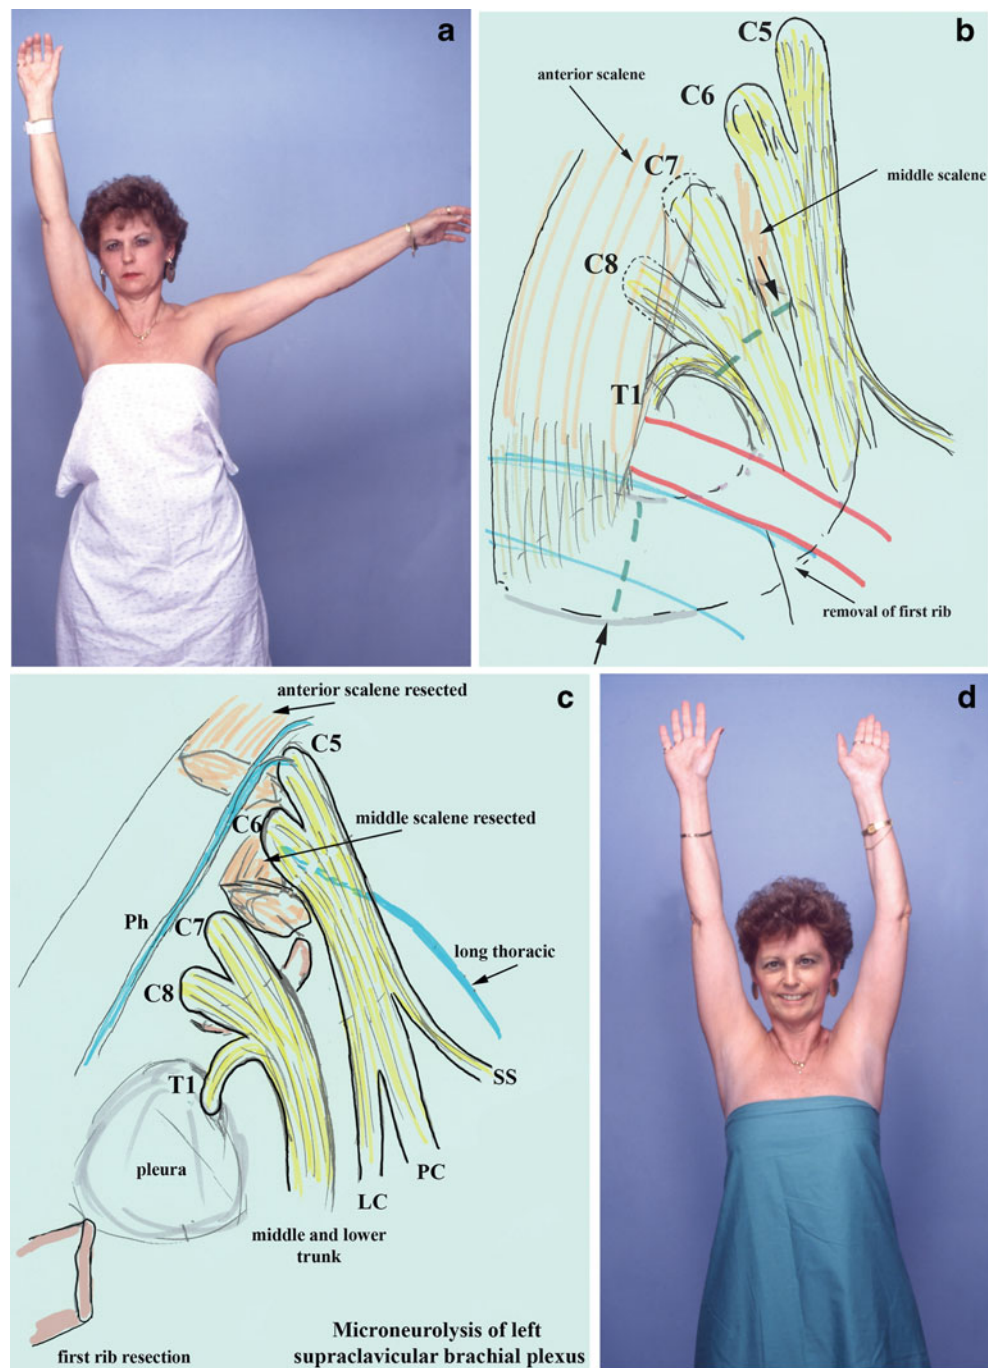 a
b
C5
anterior scalene
C6
C7
middle scalene
C8
T1
removal of first rib
c
anterior scalene resected
C5
C6
middle scalene resected
Ph
C7
long thoracic
C8
T1
SS
pleura
PC
LC
middle and lower
trunk
Microneurolysis of left
supraclavicular brachial plexus
first rib resection
d